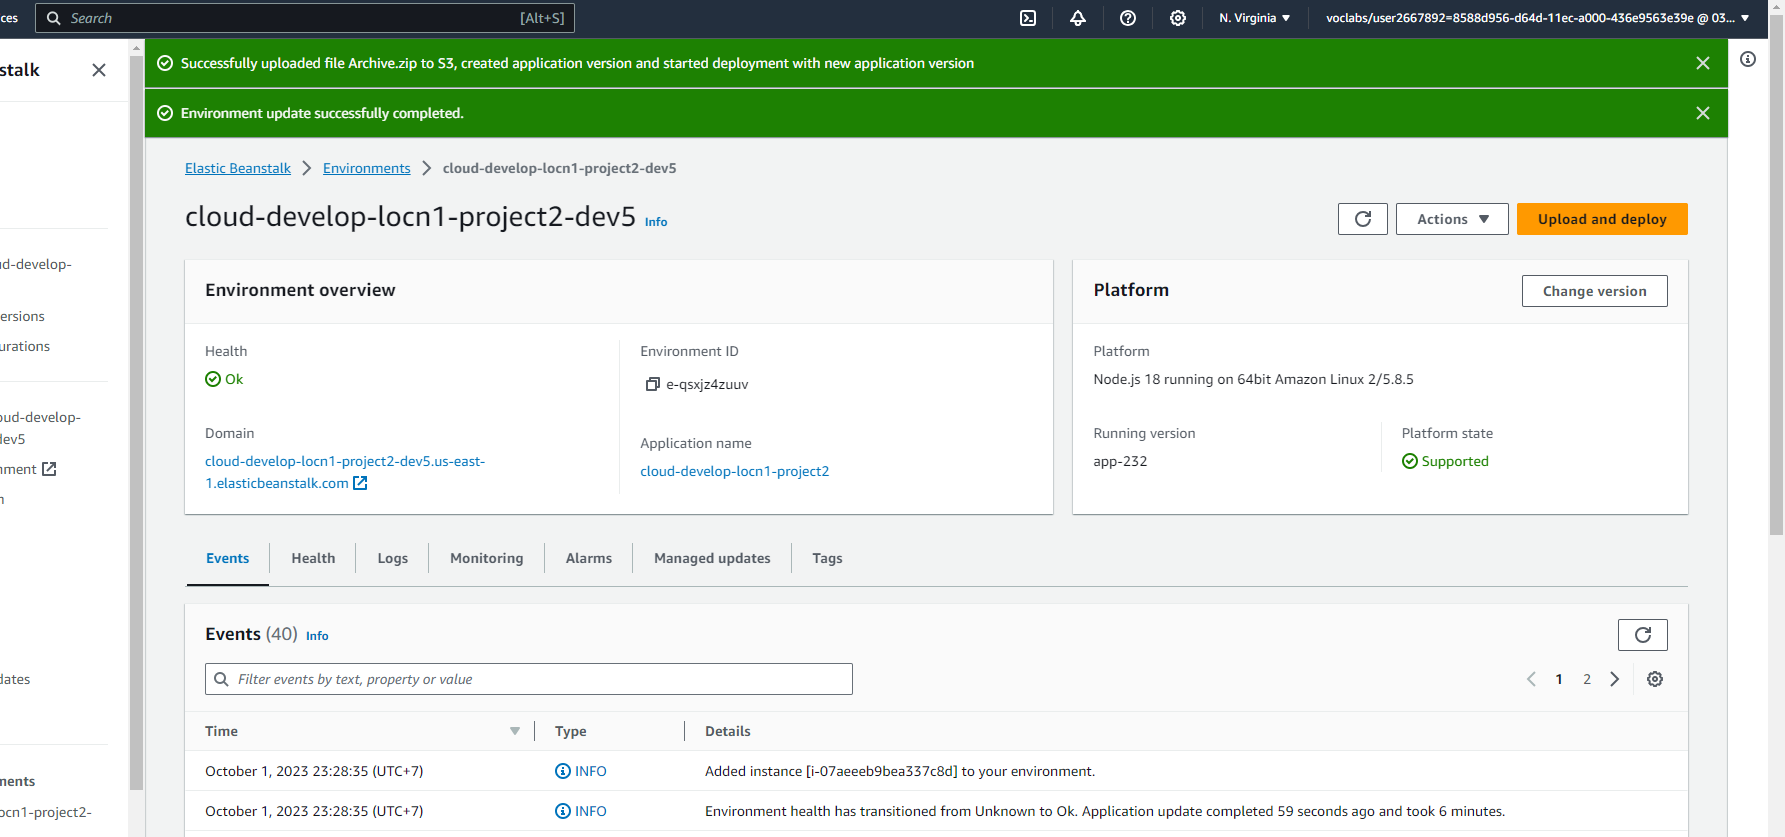 ces
Search
[Alt+S]
N. Virginia
voclabs/user2667892=8588d956-d64d-11ec-a000-436e9563e39e @ 03...
stalk
Successfully uploaded file Archive.zip to S3, created application version and started deployment with new application version
Environment update successfully completed.
Elastic Beanstalk
Environments
cloud-develop-locn1-project2-dev5
cloud-develop-locn1-project2-dev5 Info
Actions
Upload and deploy
ud-develop-
ersions
urations
oud-develop-
dev5
nment
n
dates
ments
ocn1-project2-
Environment overview
Health
Ok
Environment ID
e-qsxjz4zuuv
Domain
cloud-develop-locn1-project2-dev5.us-east-
1.elasticbeanstalk.com
Application name
cloud-develop-locn1-project2
Platform
Change version
Platform
Node.js 18 running on 64bit Amazon Linux 2/5.8.5
Running version
app-232
Platform state
Supported
Events
Health
Logs
Monitoring
Alarms
Managed updates
Tags
Events (40) Info
Filter events by text, property or value
1
2
Time
Type
Details
October 1, 2023 23:28:35 (UTC+7)
INFO
Added instance [i-07aeeeb9bea337c8d] to your environment.
October 1, 2023 23:28:35 (UTC+7)
INFO
Environment health has transitioned from Unknown to Ok. Application update completed 59 seconds ago and took 6 minutes.